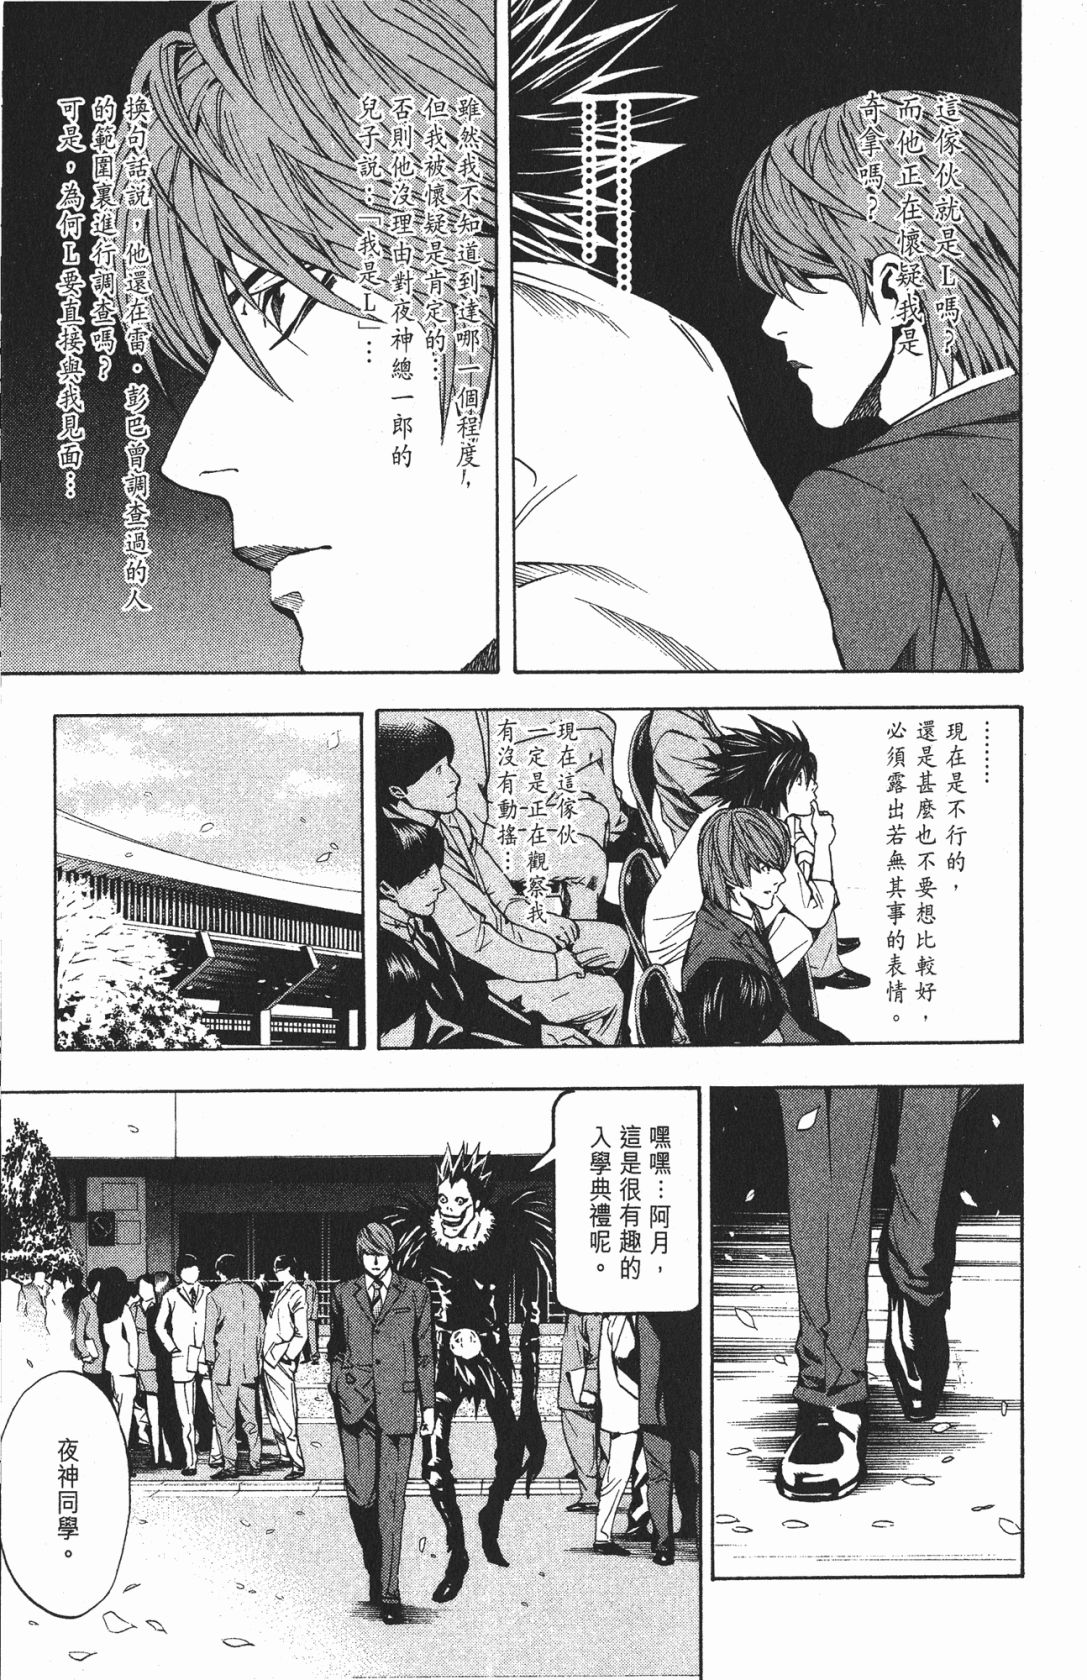 這傢伙就是L嗎？
而他正在懷疑我是
奇拿嗎？
雖然我不知道到達哪一個程度，
但我被懷疑是肯定的⋯
否則他沒理由對夜神總一郎的
兒子說：「我是L」⋯
換句話說，他還在雷・彭巴曾調查過的人
的範圍裏進行調查嗎？
可是，為何L要直接與我見面⋯
⋯⋯⋯
現在是不行的，
還是甚麼也不要想比較好，
必須露出若無其事的表情。
現在這傢伙
一定是正在觀察我
有沒有動搖⋯
嘿嘿⋯阿月，
這是很有趣的
入學典禮呢。
夜神同學。